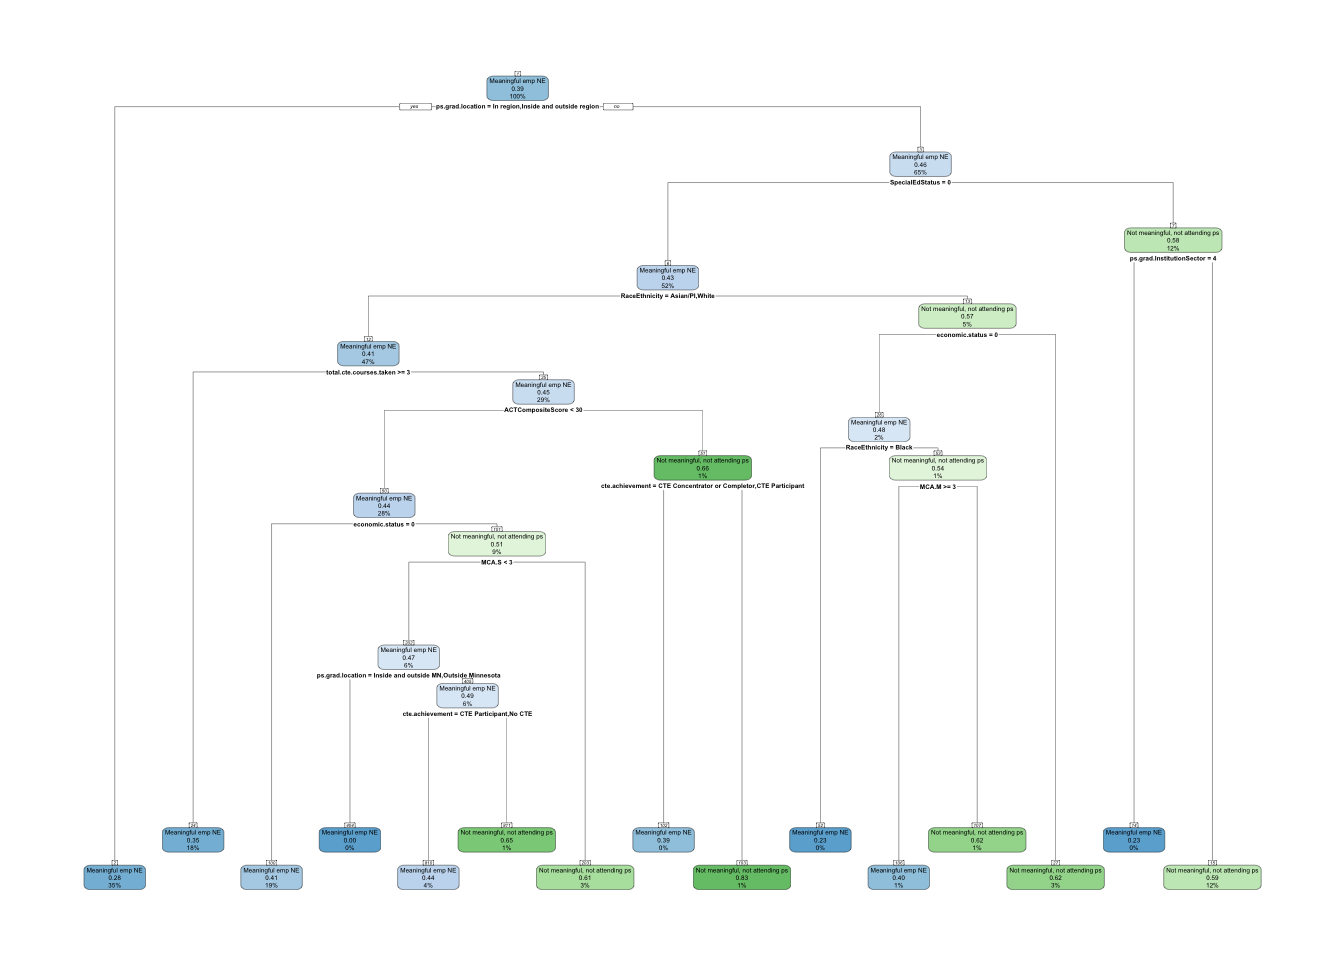 Meaningful emp NE
0.39
100%
yes
ps.grad.location = In region,Inside and outside region
no
Meaningful emp NE
0.46
65%
SpecialEdStatus = 0
Not meaningful, not attending ps
0.58
12%
ps.grad.InstitutionSector = 4
Meaningful emp NE
0.43
52%
RaceEthnicity = Asian/PI,White
Not meaningful, not attending ps
0.57
5%
economic.status = 0
Meaningful emp NE
0.41
47%
total.cte.courses.taken >= 3
Meaningful emp NE
0.45
29%
ACTCompositeScore < 30
Meaningful emp NE
0.48
2%
RaceEthnicity = Black
Not meaningful, not attending ps
0.66
1%
cte.achievement = CTE Concentrator or Completor,CTE Participant
Not meaningful, not attending ps
0.54
1%
MCA.M >= 3
Meaningful emp NE
0.44
28%
economic.status = 0
Not meaningful, not attending ps
0.51
9%
MCA.S < 3
Meaningful emp NE
0.47
6%
ps.grad.location = Inside and outside MN,Outside Minnesota
Meaningful emp NE
0.49
6%
cte.achievement = CTE Participant,No CTE
Meaningful emp NE
0.35
18%
Meaningful emp NE
0.00
0%
Not meaningful, not attending ps
0.65
1%
Meaningful emp NE
0.39
0%
Meaningful emp NE
0.23
0%
Not meaningful, not attending ps
0.62
1%
Meaningful emp NE
0.23
0%
Meaningful emp NE
0.28
35%
Meaningful emp NE
0.41
19%
Meaningful emp NE
0.44
4%
Not meaningful, not attending ps
0.61
3%
Not meaningful, not attending ps
0.83
1%
Meaningful emp NE
0.40
1%
Not meaningful, not attending ps
0.62
3%
Not meaningful, not attending ps
0.59
12%